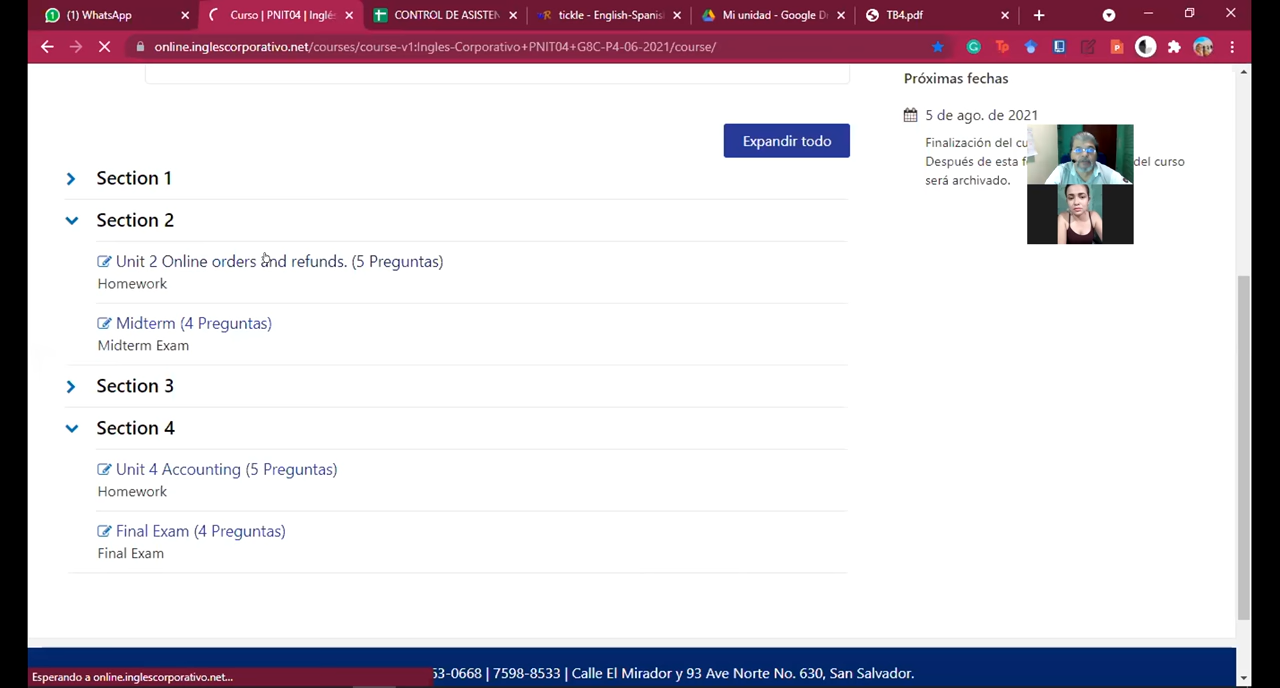 (1) WhatsApp
Curso | PNIT04 | Inglés
CONTROL DE ASISTEN
tickle - English-Spanis
Mi unidad - Google D
TB4.pdf
online.inglescorporativo.net/courses/course-v1:Ingles-Corporativo+PNIT04+G8C-P4-06-2021/course/
Próximas fechas
5 de ago. de 2021
Finalización del cu
Después de esta f del curso
será archivado.
Expandir todo
Section 1
Section 2
Unit 2 Online orders and refunds. (5 Preguntas)
Homework
Midterm (4 Preguntas)
Midterm Exam
Section 3
Section 4
Unit 4 Accounting (5 Preguntas)
Homework
Final Exam (4 Preguntas)
Final Exam
53-0668 | 7598-8533 | Calle El Mirador y 93 Ave Norte No. 630, San Salvador.
Esperando a online.inglescorporativo.net...